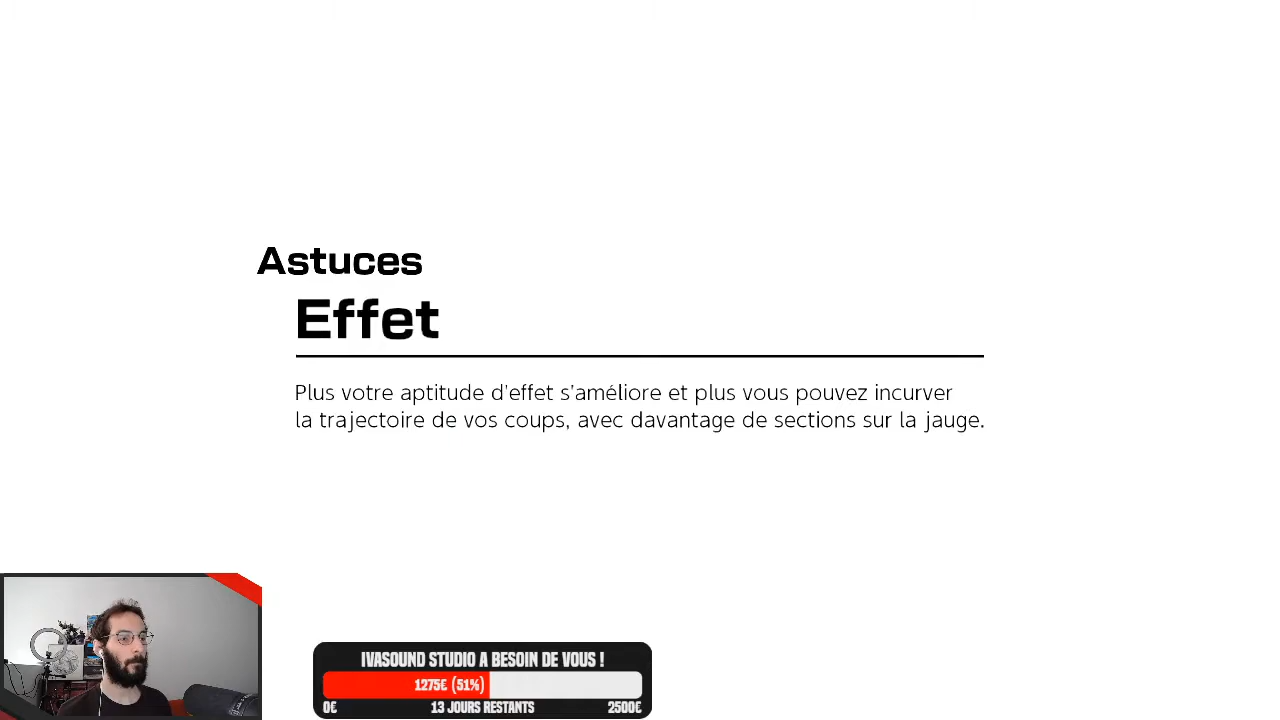 Astuces
Effet
Plus votre aptitude d'effet s'améliore et plus vous pouvez incurver
la trajectoire de vos coups, avec davantage de sections sur la jauge.
IVASOUND STUDIO A BESOIN DE VOUS !
1275€ (51%)
0€ 13 JOURS RESTANTS 2500€